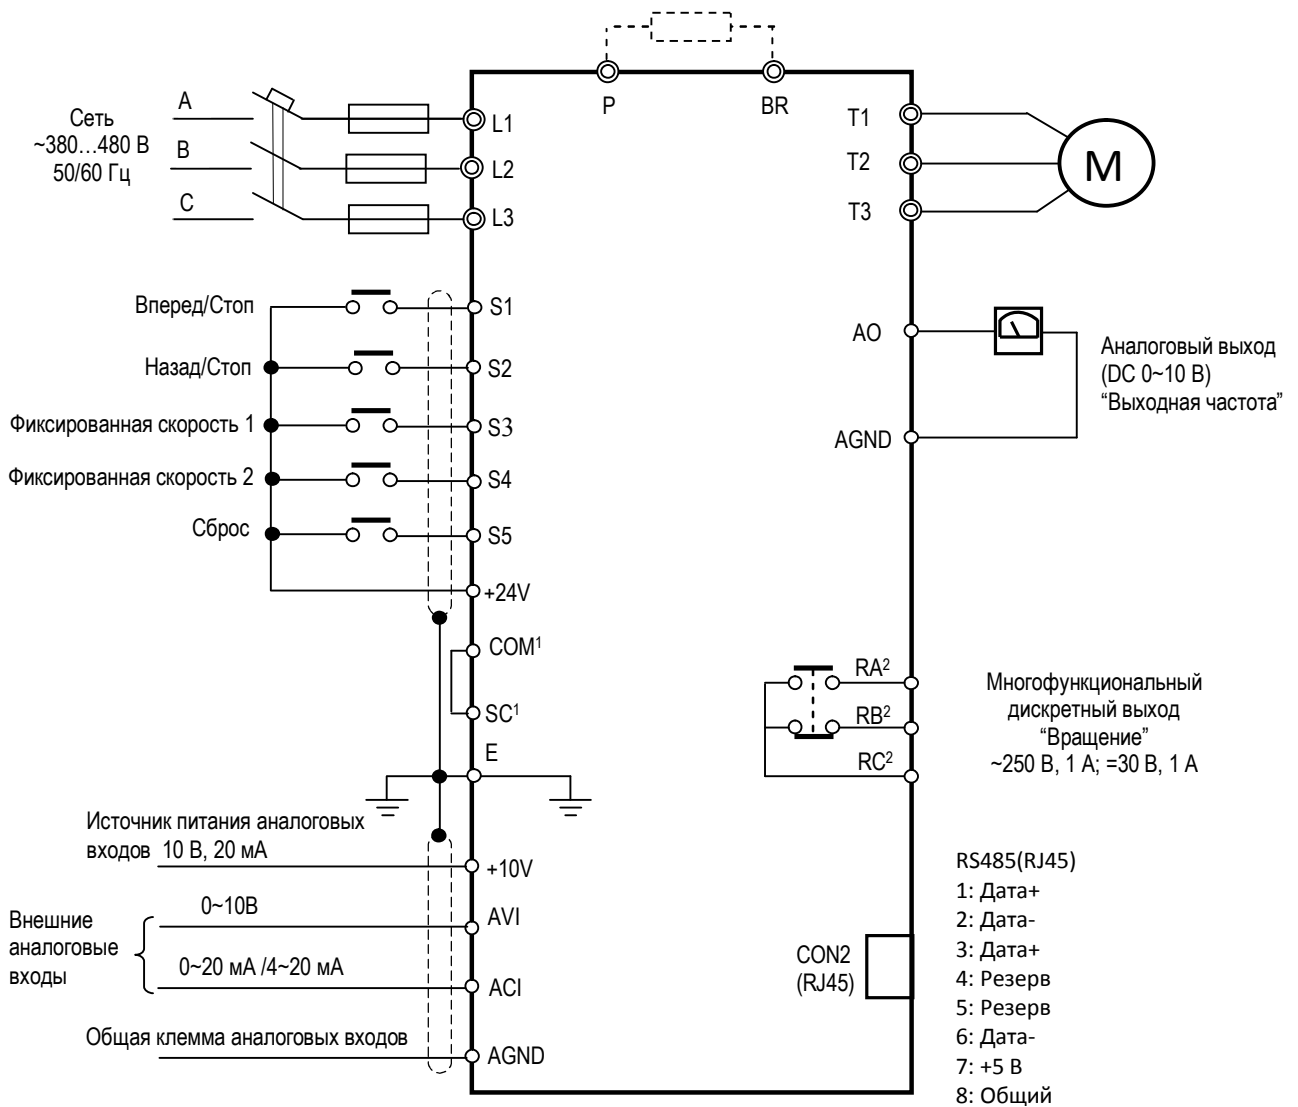 P
BR
Сеть
~380…480 В
50/60 Гц
A
B
C
L1
L2
L3
T1
T2
T3
M
Вперед/Стоп
S1
Назад/Стоп
S2
Фиксированная скорость 1
S3
Фиксированная скорость 2
S4
Сброс
S5
+24V
COM1
SC1
E
AO
AGND
Аналоговый выход
(DC 0~10 В)
“Выходная частота”
RA2
RB2
RC2
Многофункциональный
дискретный выход
“Вращение”
~250 В, 1 А; =30 В, 1 А
Источник питания аналоговых
входов 10 В, 20 мА
+10V
Внешние
аналоговые
входы
0~10В
AVI
0~20 мА /4~20 мА
ACI
Общая клемма аналоговых входов
AGND
CON2
(RJ45)
RS485(RJ45)
1: Дата+
2: Дата-
3: Дата+
4: Резерв
5: Резерв
6: Дата-
7: +5 В
8: Общий